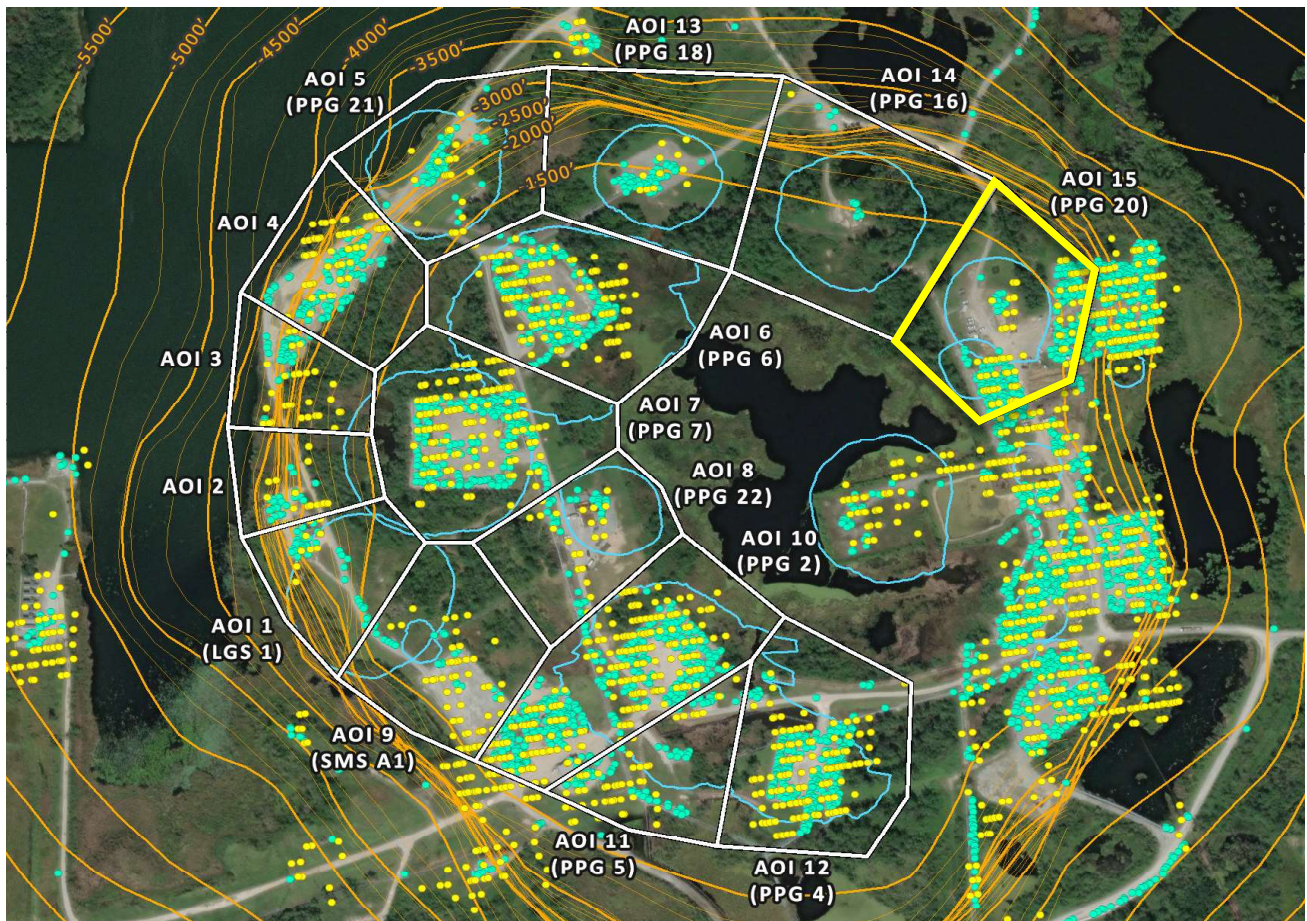 -5500'
-5000'
-4500'
-4000'
-3500'
-3000'
-2500'
-2000'
-1500'
AOI 13
(PPG 18)
AOI 5
(PPG 21)
AOI 14
(PPG 16)
AOI 15
(PPG 20)
AOI 4
AOI 3
AOI 6
(PPG 6)
AOI 7
(PPG 7)
AOI 2
AOI 8
(PPG 22)
AOI 10
(PPG 2)
AOI 1
(LGS 1)
AOI 9
(SMS A1)
AOI 11
(PPG 5)
AOI 12
(PPG 4)